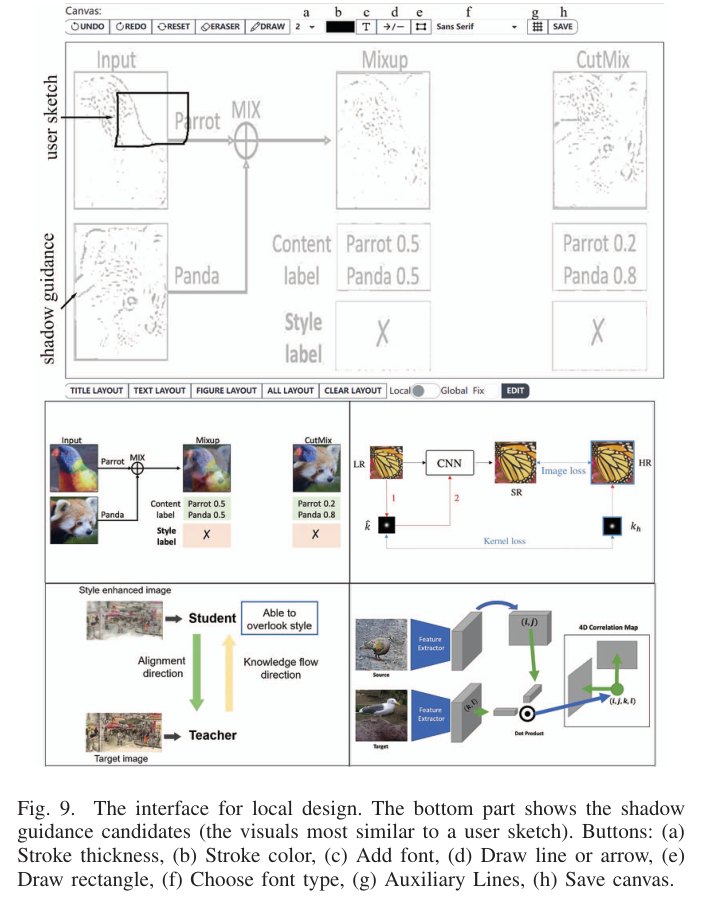 Canvas:
a b c d e f g h
UNDO REDO RESET ERASER DRAW 2 T →/— Sans Serif SAVE
Input Mixup CutMix
user sketch
Parrot MIX
shadow guidance
Panda
Content label
Parrot 0.5
Panda 0.5
Parrot 0.2
Panda 0.8
Style label
X X
TITLE LAYOUT TEXT LAYOUT FIGURE LAYOUT ALL LAYOUT CLEAR LAYOUT Local Global Fix EDIT
Input Mixup CutMix
Parrot MIX
Panda
Content label
Parrot 0.5
Panda 0.5
Parrot 0.2
Panda 0.8
Style label
X X
LR CNN SR Image loss HR
1 2
k̂ Kernel loss kₕ
Style enhanced image
Student
Able to
overlook style
Alignment
direction
Knowledge flow
direction
Teacher
Target image
Feature
Extractor
(i, j)
4D Correlation Map
Source
Feature
Extractor
(k, l)
(i, j, k, l)
Target
Dot Product
Fig. 9. The interface for local design. The bottom part shows the shadow
guidance candidates (the visuals most similar to a user sketch). Buttons: (a)
Stroke thickness, (b) Stroke color, (c) Add font, (d) Draw line or arrow, (e)
Draw rectangle, (f) Choose font type, (g) Auxiliary Lines, (h) Save canvas.